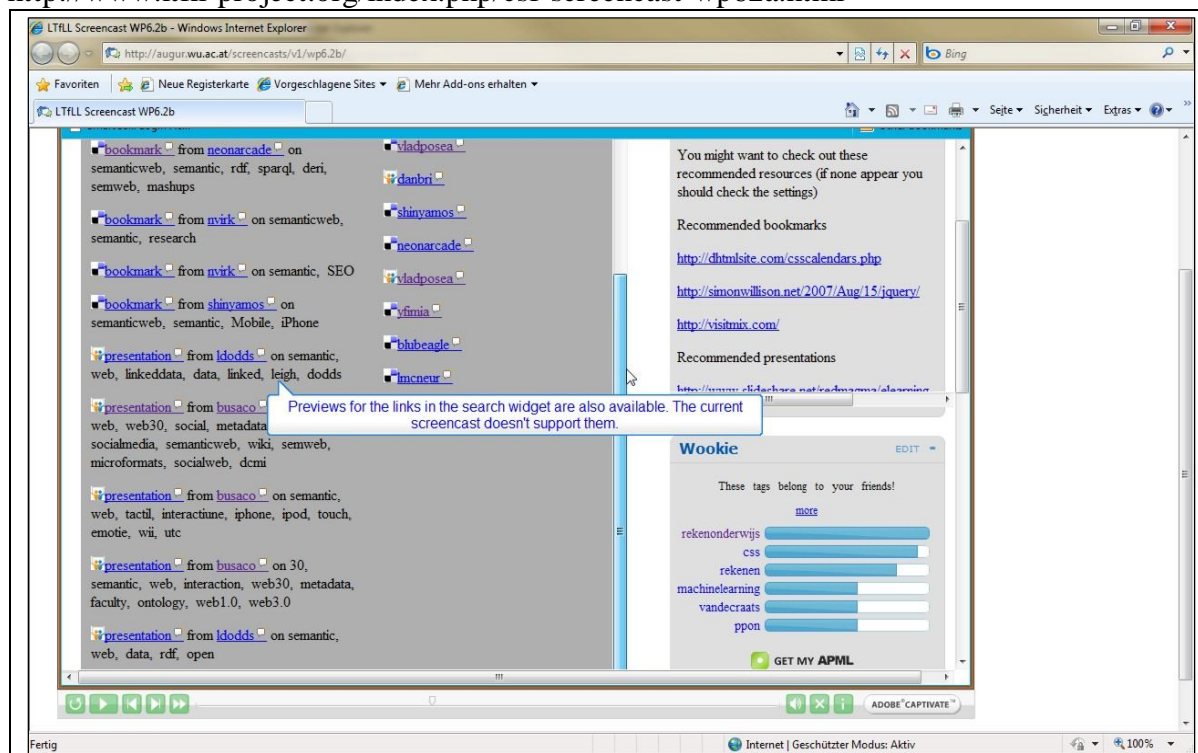 LTfLL Screencast WP6.2b - Windows Internet Explorer
http://augur.wu.ac.at/screencasts/v1/wp6.2b/
Bing
Favoriten
Neue Registerkarte
Vorgeschlagene Sites
Mehr Add-ons erhalten
LTfLL Screencast WP6.2b
Seite
Sicherheit
Extras
bookmark from neonarcade on
semanticweb, semantic, rdf, sparql, deri,
semweb, mashups
bookmark from nvirk on semanticweb,
semantic, research
bookmark from nvirk on semantic, SEO
bookmark from shinyamos on
semanticweb, semantic, Mobile, iPhone
presentation from ldodds on semantic,
web, linkeddata, data, linked, leigh, dodds
presentation from busaco
web, web30, social, metadata
socialmedia, semanticweb, wiki, semweb,
microformats, socialweb, dcmi
presentation from busaco on semantic,
web, tactil, interactiune, iphone, ipod, touch,
emotie, wii, utc
presentation from busaco on 30,
semantic, web, interaction, web30, metadata,
faculty, ontology, web1.0, web3.0
presentation from ldodds on semantic,
web, data, rdf, open
vladposea
danbri
shinyamos
neonarcade
vladposea
yfimia
blubeagle
lmcneur
Previews for the links in the search widget are also available. The current
screencast doesn't support them.
You might want to check out these
recommended resources (if none appear you
should check the settings)
Recommended bookmarks
http://dhtmlsite.com/csscalendars.php
http://simonwillison.net/2007/Aug/15/jquery/
http://visitmix.com/
Recommended presentations
http://www.slideshare.net/redmagma/elearning
Wookie
EDIT -
These tags belong to your friends!
more
rekenonderwijs
css
rekenen
machinelearning
vandecraats
ppon
GET MY APML
ADOBE® CAPTIVATE™
Fertig
Internet | Geschützter Modus: Aktiv
100%